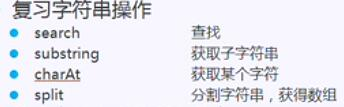 复习字符串操作
search 查找
substring 获取子字符串
charAt 获取某个字符
split 分割字符串，获得数组